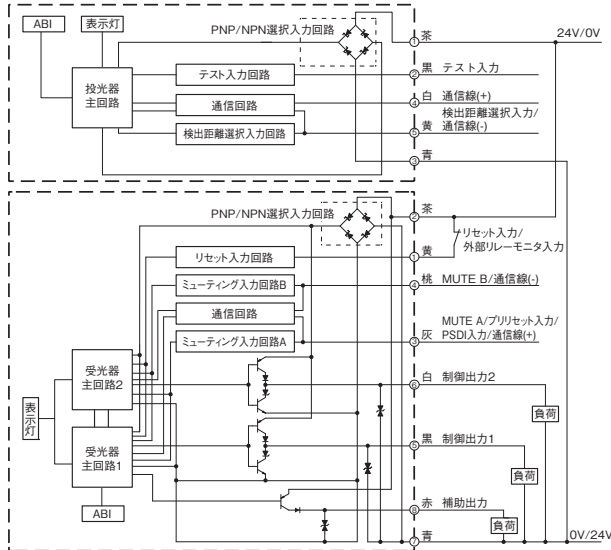 ABI
表示灯
PNP/NPN選択入力回路
① 茶
24V/0V
投光器
主回路
テスト入力回路
② 黒 テスト入力
通信回路
④ 白 通信線(+)
検出距離選択入力回路
検出距離選択入力/
⑤ 黄 通信線(-)
③ 青
PNP/NPN選択入力回路
② 茶
リセット入力/
外部リレーモニタ入力
リセット入力回路
① 黄
ミューティング入力回路B
④ 桃 MUTE B/通信線(-)
通信回路
ミューティング入力回路A
MUTE A/プリリセット入力/
③ 灰 PSDI入力/通信線(+)
受光器
主回路2
⑥ 白 制御出力2
表示灯
負荷
受光器
主回路1
⑤ 黒 制御出力1
負荷
ABI
⑧ 赤 補助出力
負荷
⑦ 青
0V/24V